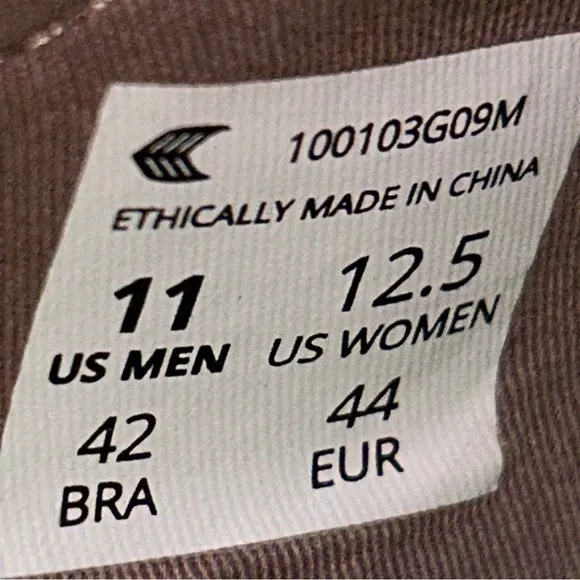 100103G09M
ETHICALLY MADE IN CHINA
11 12.5
US MEN US WOMEN
42 44
BRA EUR